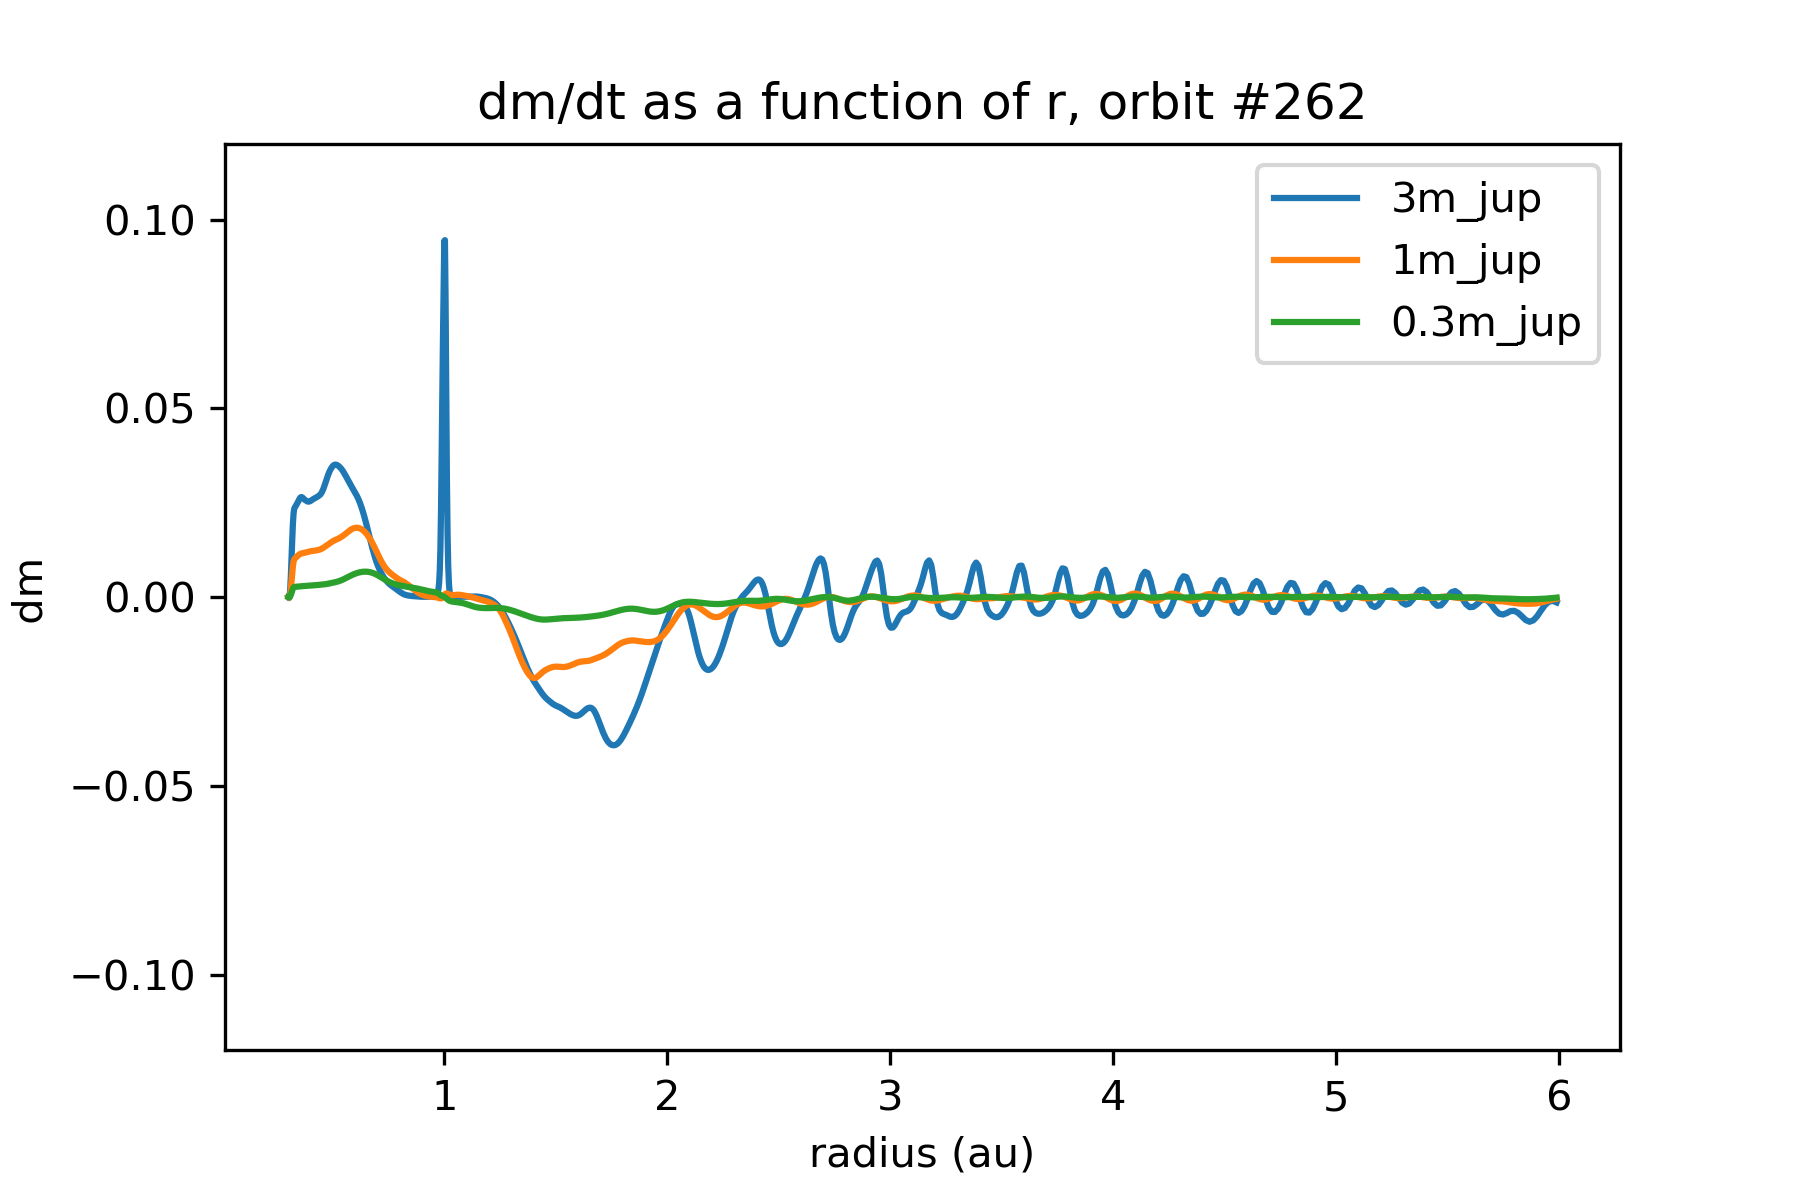 dm/dt as a function of r, orbit #262
3m_jup
1m_jup
0.3m_jup
0.10
0.05
0.00
−0.05
−0.10
dm
1 2 3 4 5 6
radius (au)